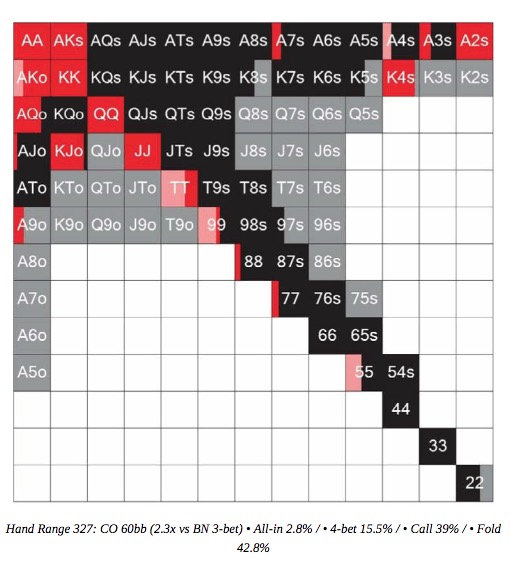 AA AKs AQs AJs ATs A9s A8s A7s A6s A5s A4s A3s A2s
AKo KK KQs KJs KTs K9s K8s K7s K6s K5s K4s K3s K2s
AQo KQo QQ QJs QTs Q9s Q8s Q7s Q6s Q5s
AJo KJo QJo JJ JTs J9s J8s J7s J6s
ATo KTo QTo JTo TT T9s T8s T7s T6s
A9o K9o Q9o J9o T9o 99 98s 97s 96s
A8o 88 87s 86s
A7o 77 76s 75s
A6o 66 65s
A5o 55 54s
44
33
22
Hand Range 327: CO 60bb (2.3x vs BN 3-bet) • All-in 2.8% / • 4-bet 15.5% / • Call 39% / • Fold
42.8%